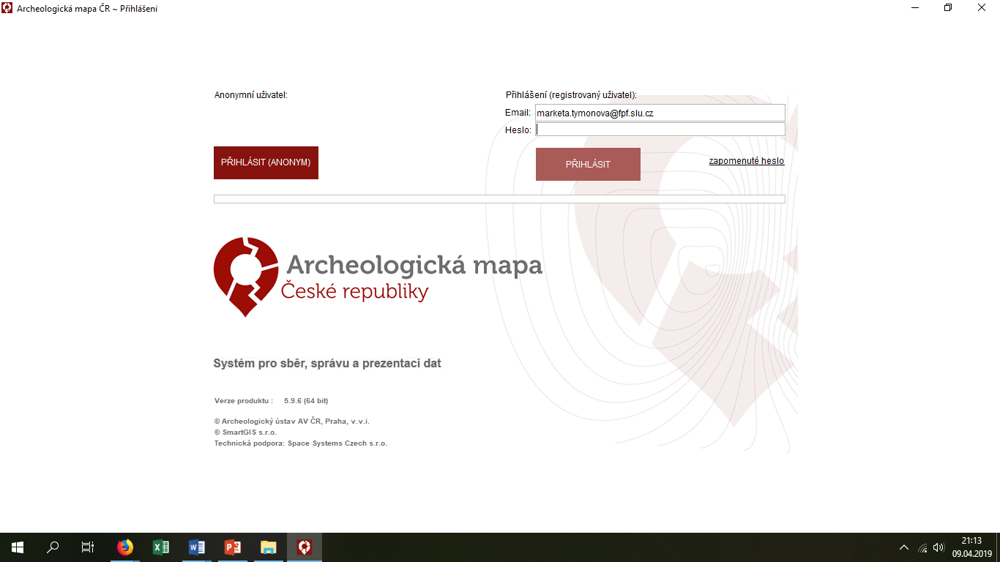 Archeologická mapa ČR ~ Přihlášení
Anonymní uživatel:
PŘIHLÁSIT (ANONYM)
Přihlášení (registrovaný uživatel):
Email: marketa.tymonova@fpf.slu.cz
Heslo:
PŘIHLÁSIT
zapomenuté heslo
Archeologická mapa
České republiky
Systém pro sběr, správu a prezentaci dat
Verze produktu : 5.9.6 (64 bit)
© Archeologický ústav AV ČR, Praha, v.v.i.
© SmartGIS s.r.o.
Technická podpora: Space Systems Czech s.r.o.
21:13
09.04.2019